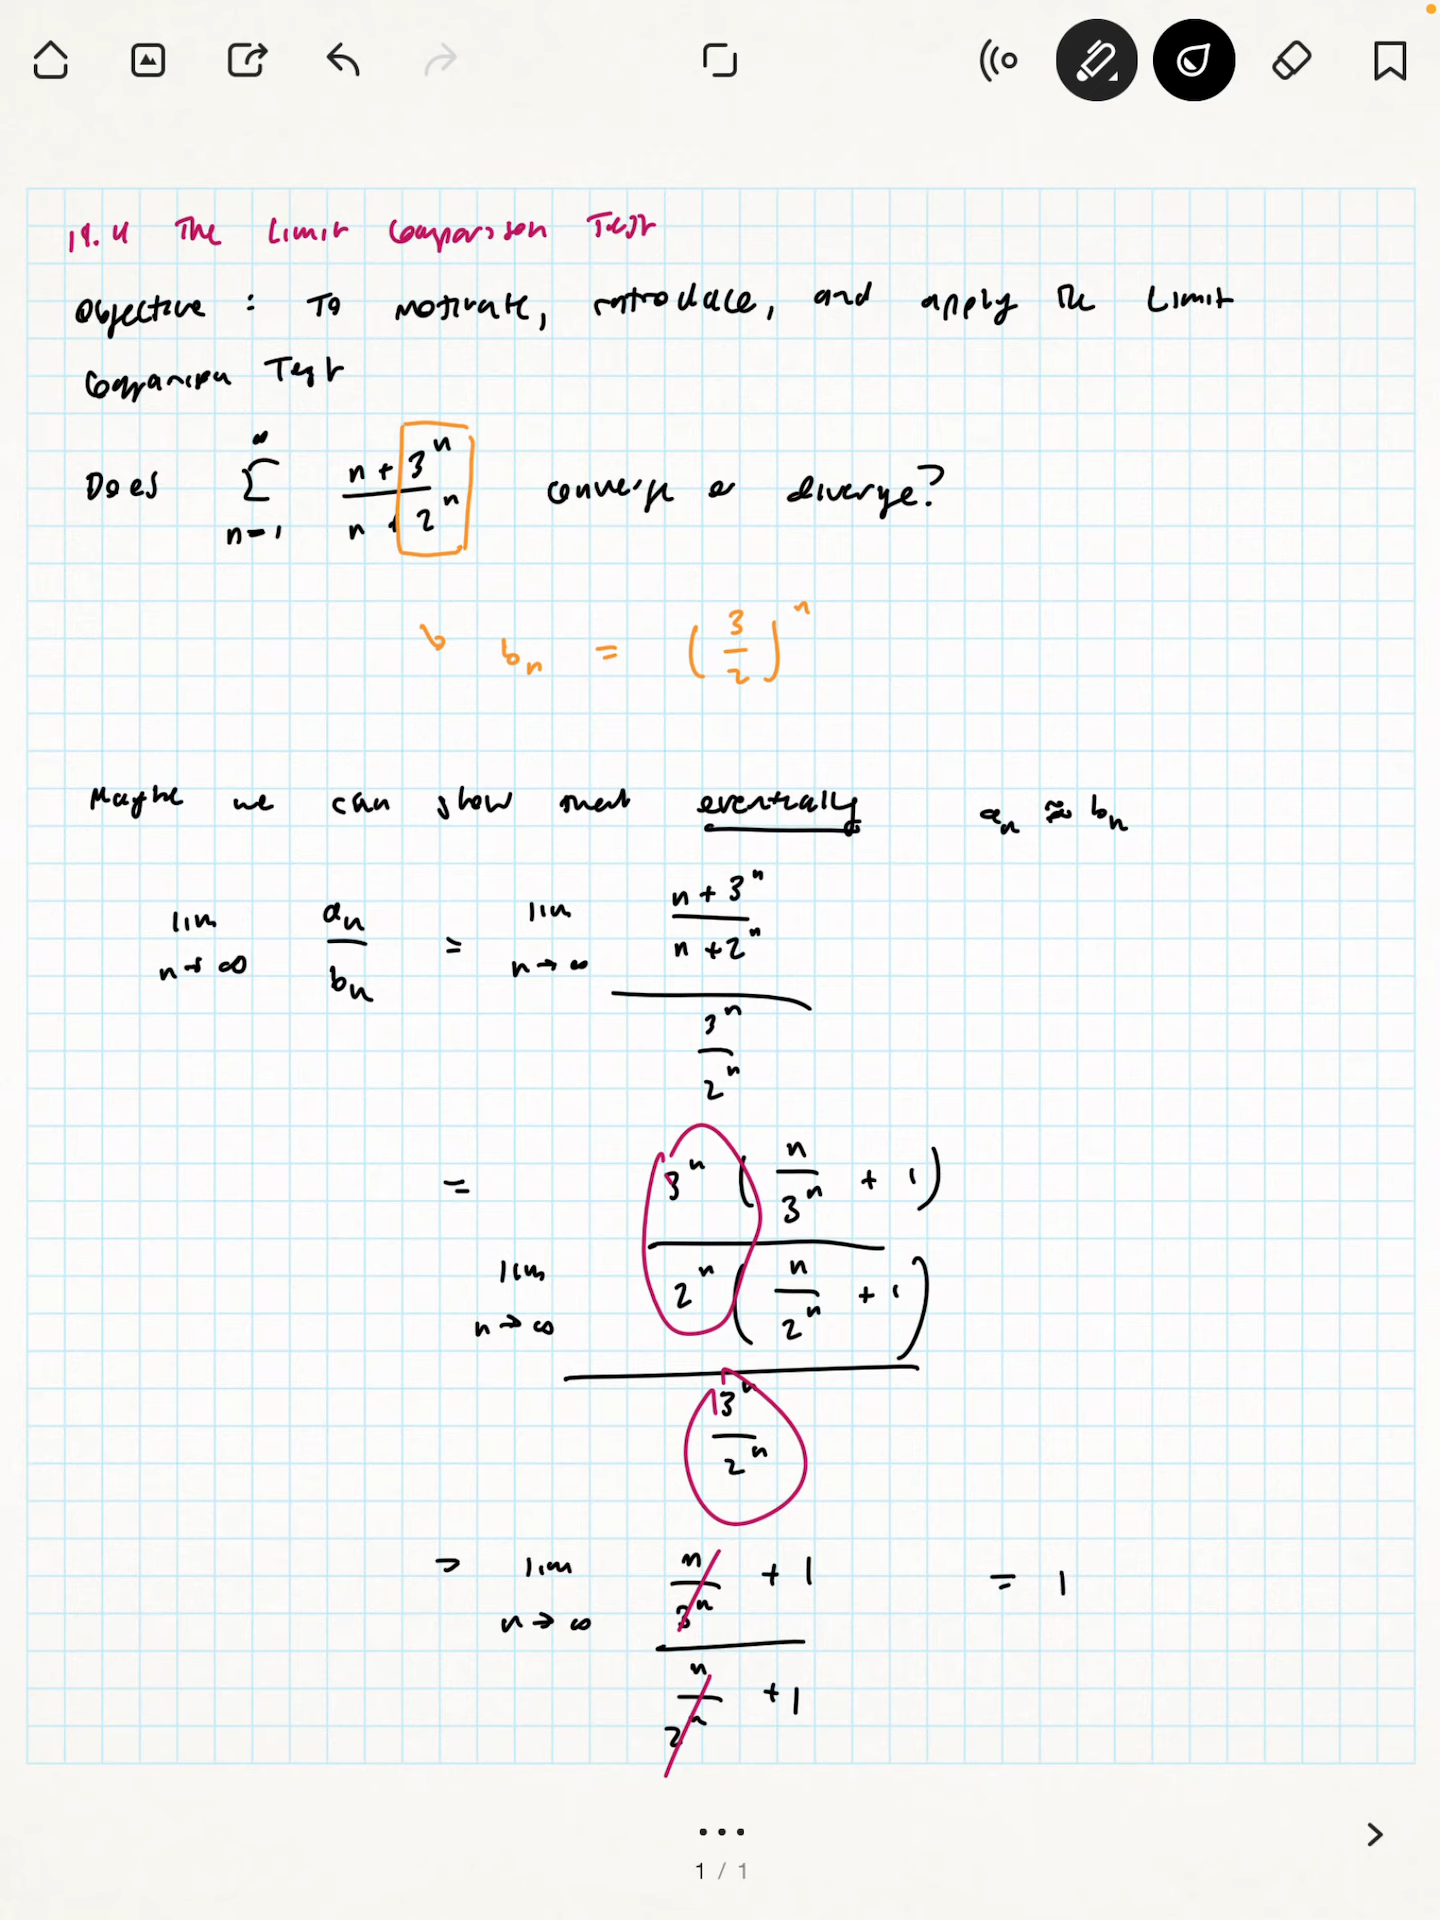 19.4 The Limit Comparison Test
Objective: To motivate, introduce, and apply the Limit
Comparison Test
Does ∞ Σ n=1 (n + 3^n)/(n + 2^n) converge or diverge?
b b_n = (3/2)^n
Maybe we can show that eventually a_n ≈ b_n
lim n→∞ a_n/b_n = lim n→∞ ((n + 3^n)/(n + 2^n))/(3^n/2^n)
= lim n→∞ ((3^n (n/3^n + 1))/(2^n (n/2^n + 1)))/(3^n/2^n)
= lim n→∞ (n/3^n + 1)/(n/2^n + 1) = 1
1 / 1